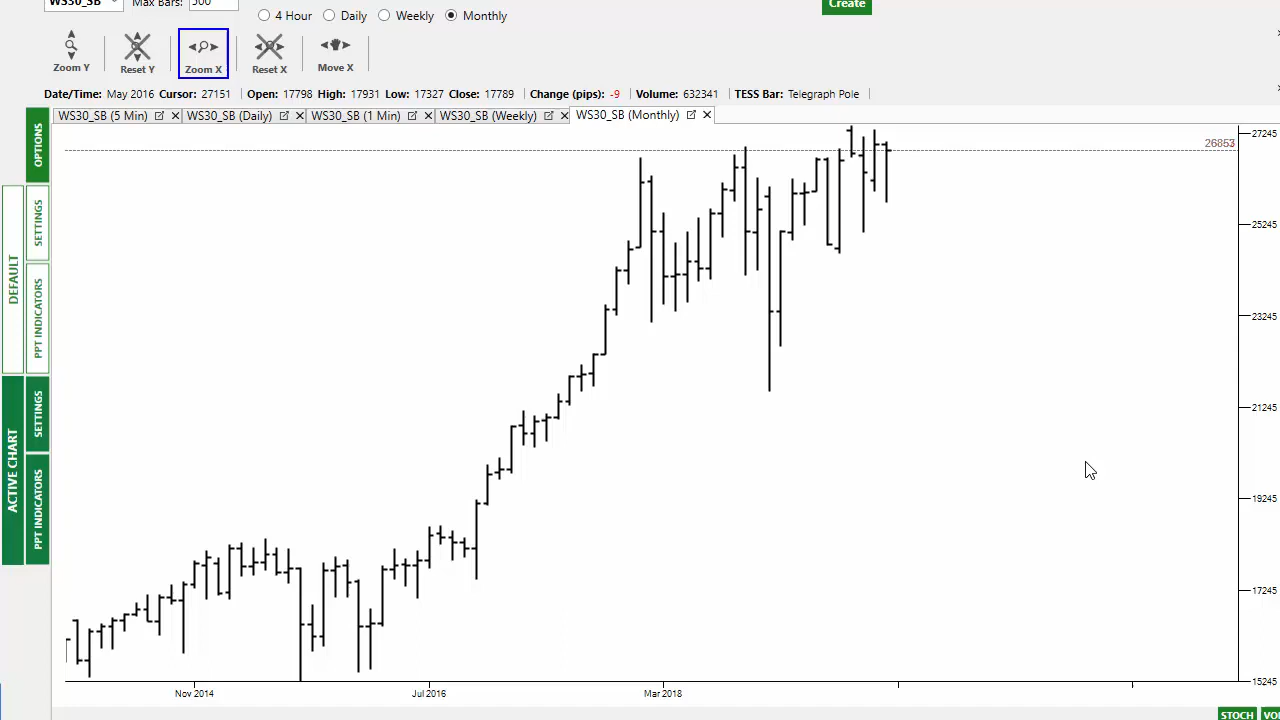 WS30_SB Max Bars: 500
4 Hour Daily Weekly Monthly
Create
Zoom Y Reset Y Zoom X Reset X Move X
Date/Time: May 2016 Cursor: 27151 Open: 17798 High: 17931 Low: 17327 Close: 17789 Change (pips): -9 Volume: 632341 TESS Bar: Telegraph Pole
WS30_SB (5 Min) WS30_SB (Daily) WS30_SB (1 Min) WS30_SB (Weekly) WS30_SB (Monthly)
OPTIONS
DEFAULT
SETTINGS
PPT INDICATORS
ACTIVE CHART
SETTINGS
PPT INDICATORS
27245
25245
23245
21245
19245
17245
15245
Nov 2014 Jul 2016 Mar 2018
STOCH